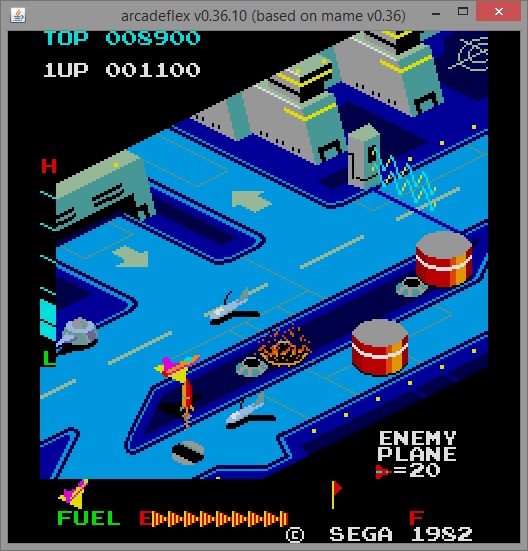 arcadeflex v0.36.10 (based on mame v0.36)
TOP 008900
1UP 001100
H
L
ENEMY
PLANE
=20
FUEL E F
© SEGA 1982